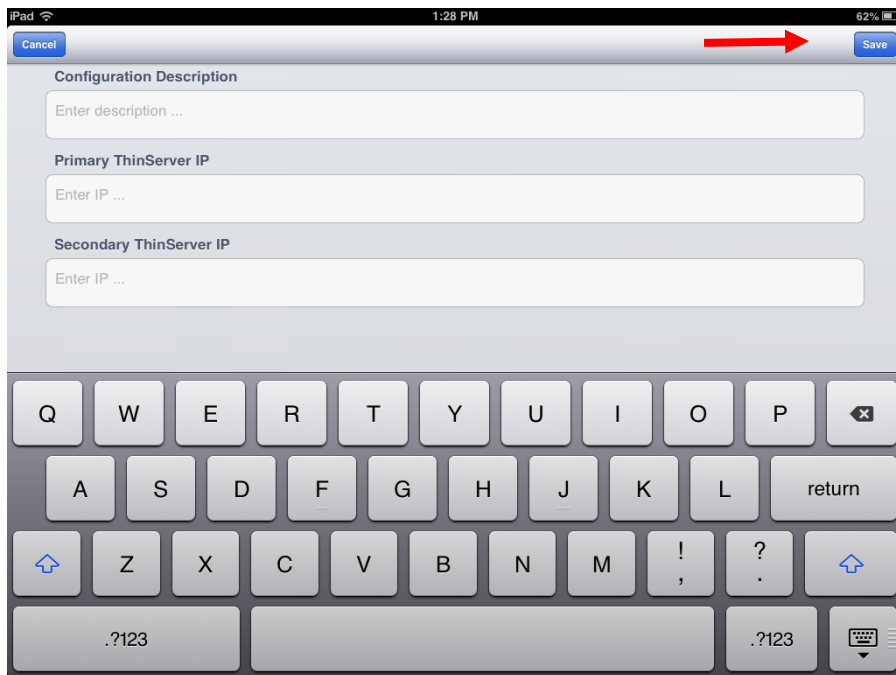 iPad 1:28 PM 62%
Cancel Save
Configuration Description
Enter description ...
Primary ThinServer IP
Enter IP ...
Secondary ThinServer IP
Enter IP ...
Q W E R T Y U I O P
A S D F G H J K L return
Z X C V B N M ! , ? .
.?123 .?123